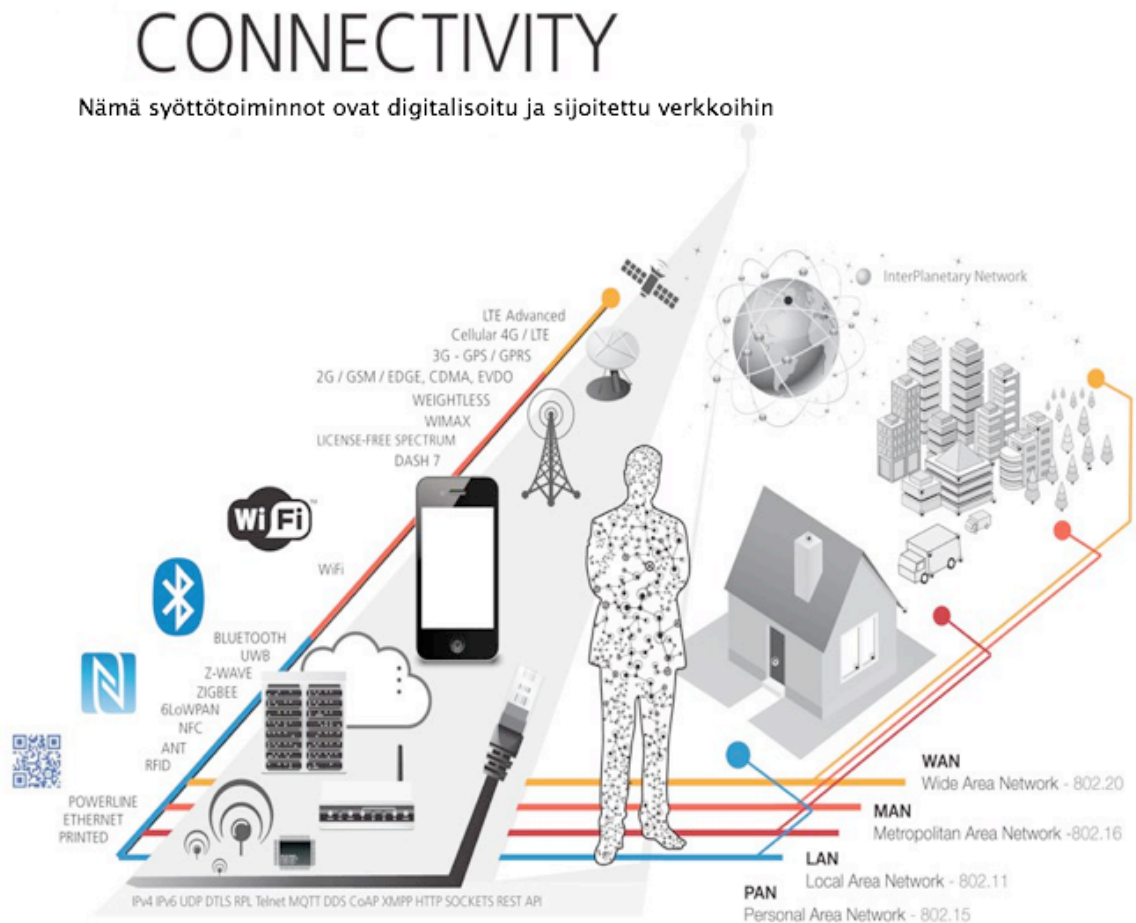 CONNECTIVITY
Nämä syöttötoiminnot ovat digitalisoitu ja sijoitettu verkkoihin
InterPlanetary Network
LTE Advanced
Cellular 4G / LTE
3G - GPS / GPRS
2G / GSM / EDGE, CDMA, EVDO
WEIGHTLESS
WIMAX
LICENSE-FREE SPECTRUM
DASH 7
Wi Fi
TM
WiFi
BLUETOOTH
UWB
Z-WAVE
ZIGBEE
6LoWPAN
NFC
ANT
RFID
POWERLINE
ETHERNET
PRINTED
WAN
Wide Area Network - 802.20
MAN
Metropolitan Area Network -802.16
LAN
Local Area Network - 802.11
PAN
Personal Area Network - 802.15
IPv4 IPv6 UDP DTLS RPL Telnet MQTT DDS CoAP XMPP HTTP SOCKETS REST API